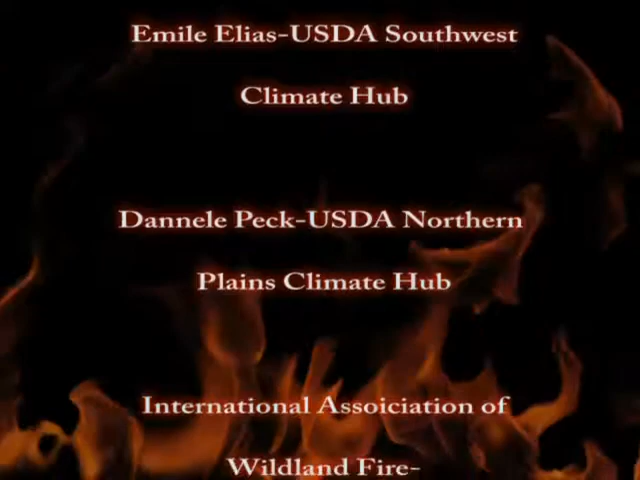 Emile Elias-USDA Southwest
Climate Hub
Dannele Peck-USDA Northern
Plains Climate Hub
International Assoiciation of
Wildland Fire-